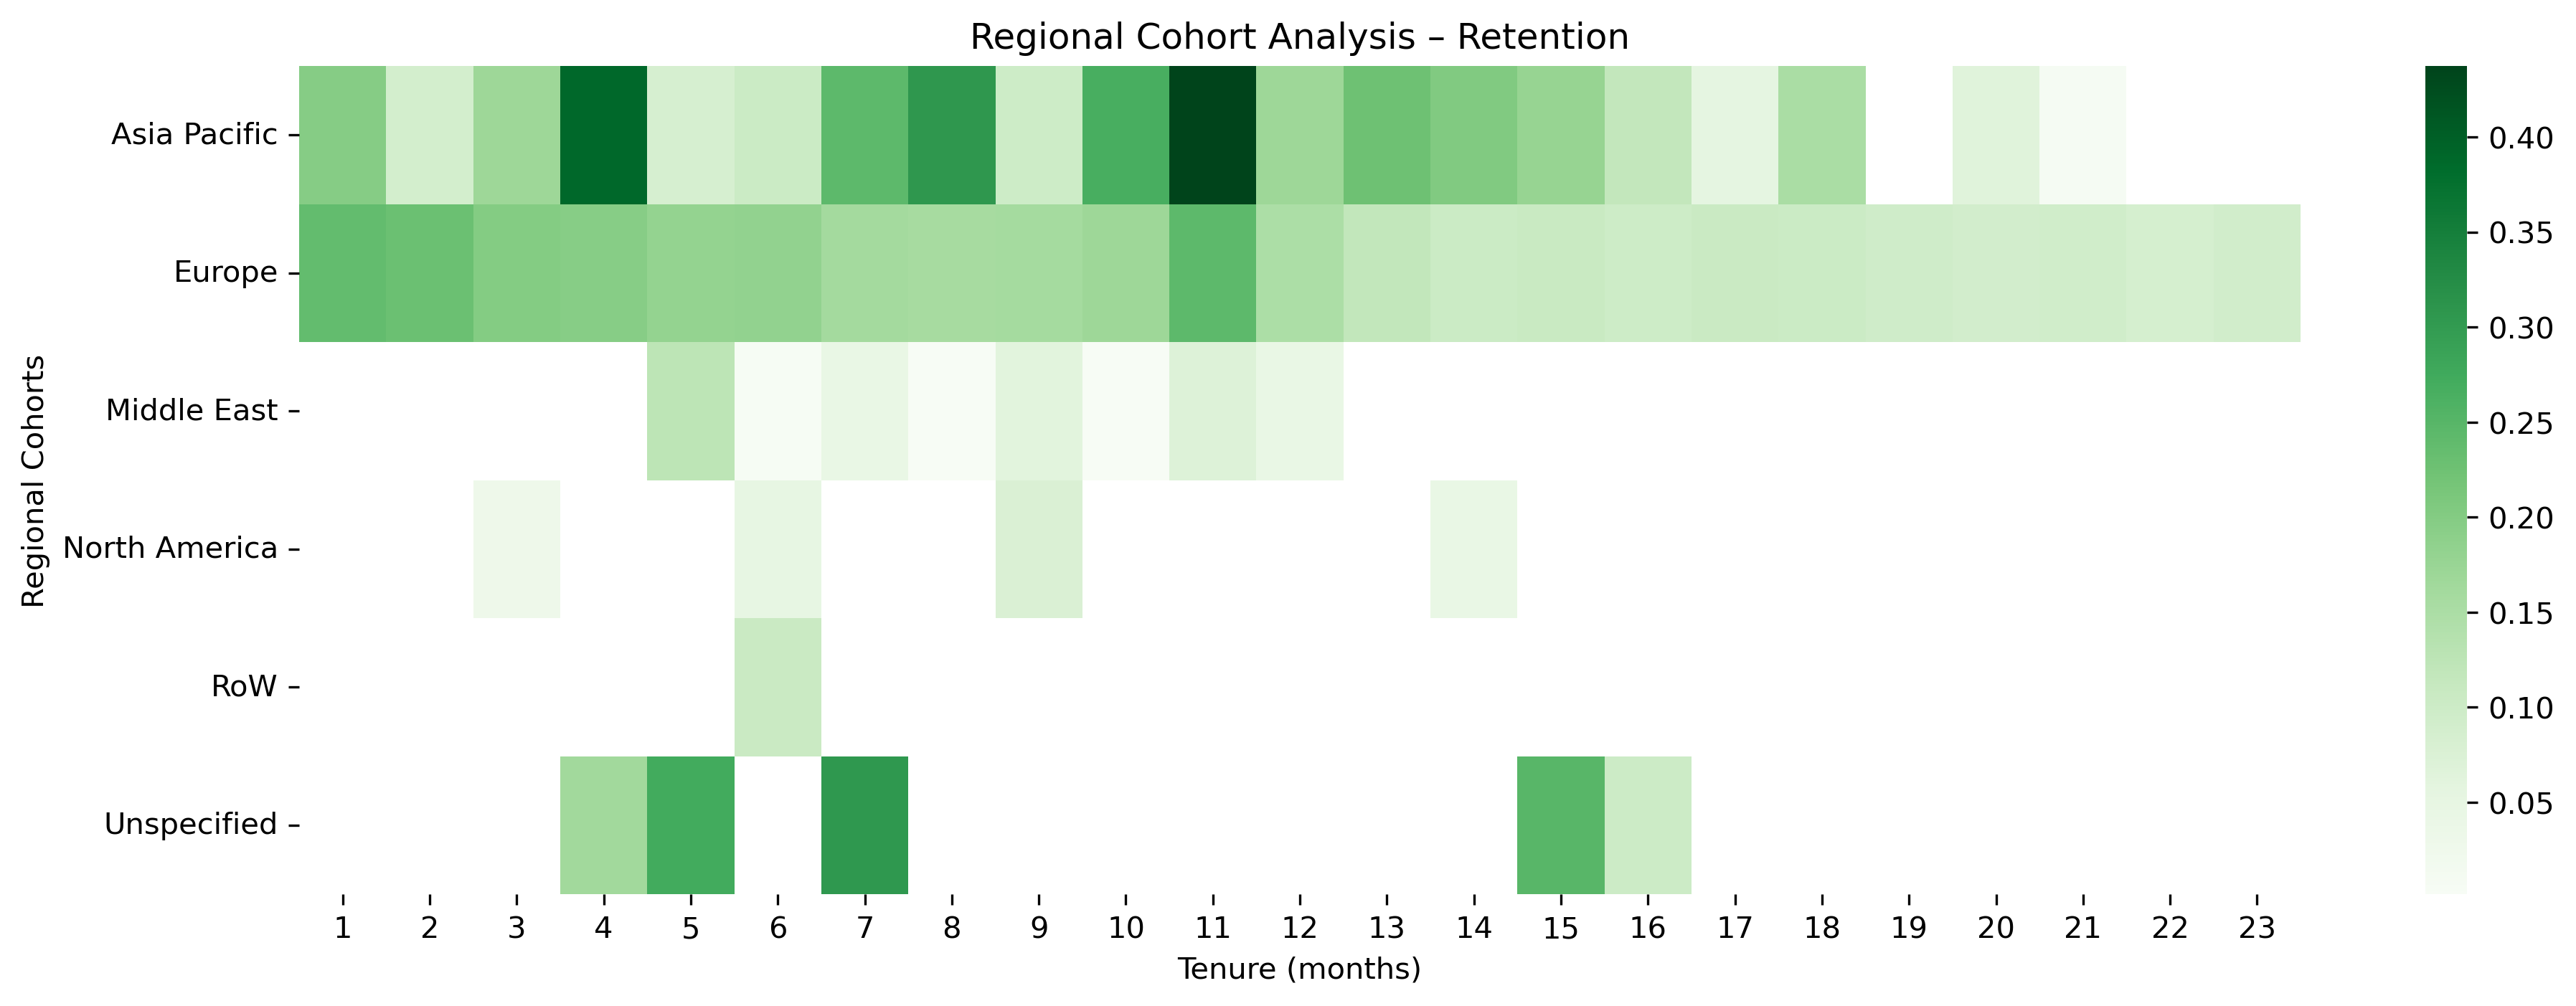 Regional Cohort Analysis – Retention
Regional Cohorts
Asia Pacific
Europe
Middle East
North America
RoW
Unspecified
1 2 3 4 5 6 7 8 9 10 11 12 13 14 15 16 17 18 19 20 21 22 23
Tenure (months)
0.40
0.35
0.30
0.25
0.20
0.15
0.10
0.05